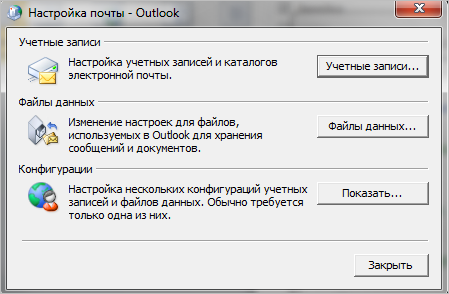 Настройка почты - Outlook
Учетные записи
Настройка учетных записей и каталогов
электронной почты.
Учетные записи...
Файлы данных
Изменение настроек для файлов,
используемых в Outlook для хранения
сообщений и документов.
Файлы данных...
Конфигурации
Настройка нескольких конфигураций учетных
записей и файлов данных. Обычно требуется
только одна из них.
Показать...
Закрыть